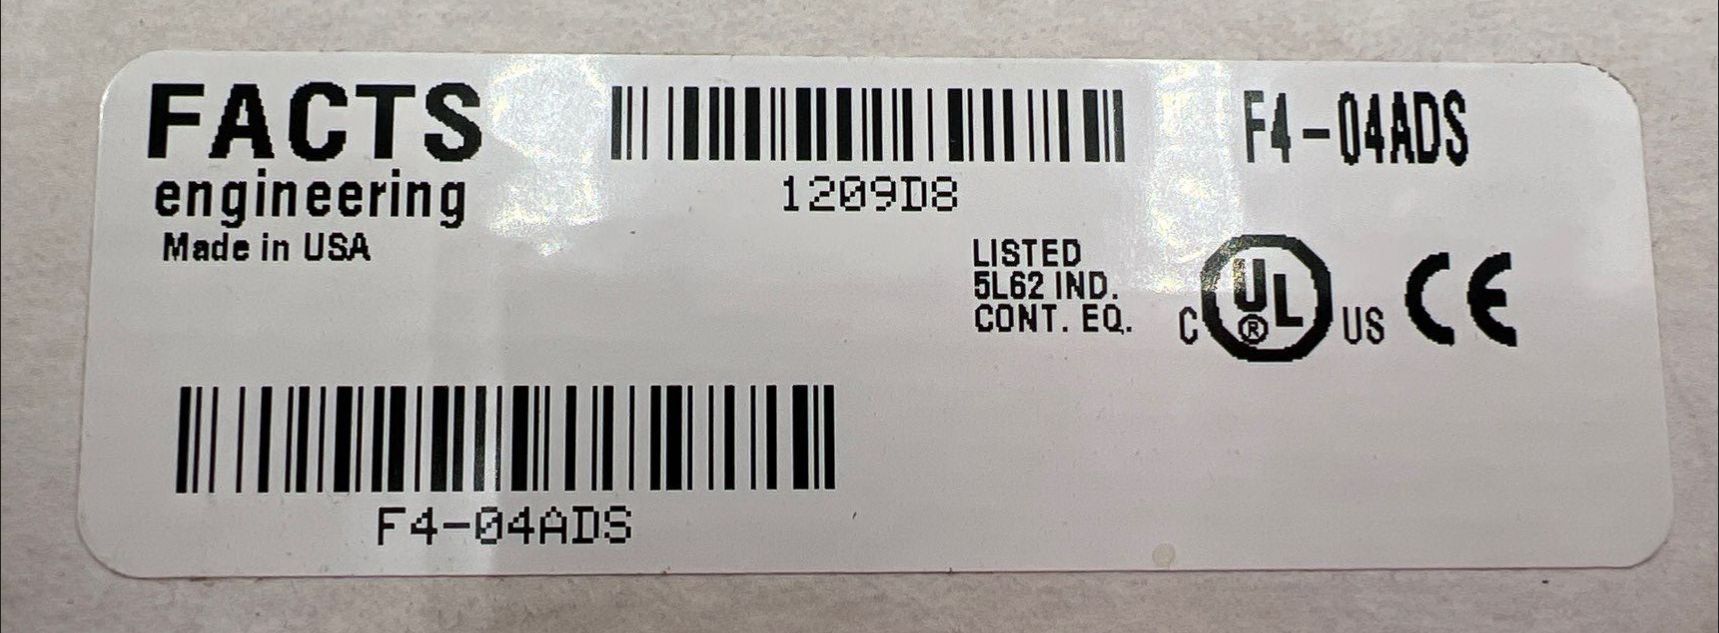 FACTS
engineering
Made in USA
1209D8
F4-04ADS
LISTED
5L62 IND.
CONT. EQ.
C UL ® US CE
F4-04ADS